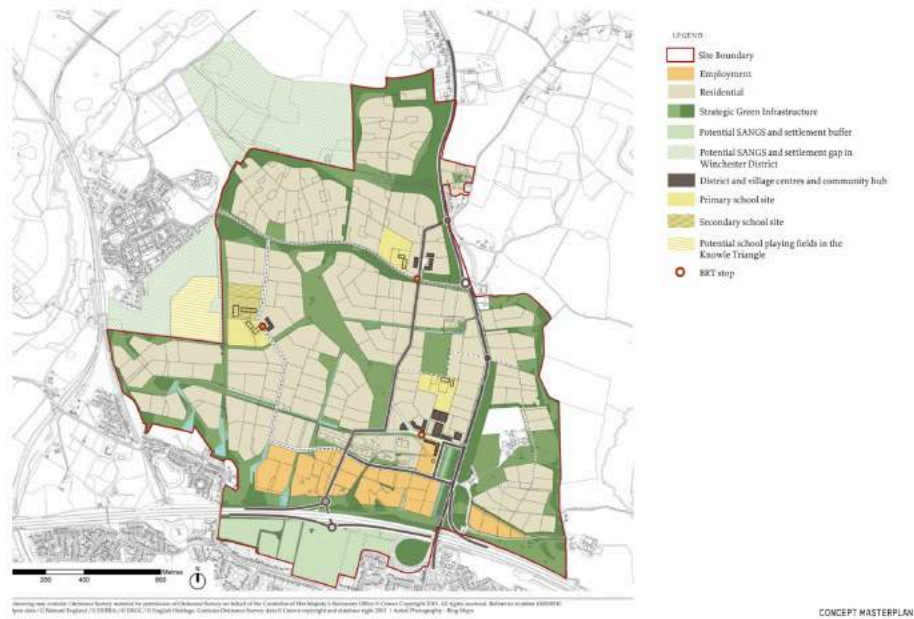 LEGEND
Site Boundary
Employment
Residential
Strategic Green Infrastructure
Potential SANGS and settlement buffer
Potential SANGS and settlement gap in
Winchester District
District and village centres and community hub
Primary school site
Secondary school site
Potential school playing fields in the
Knowle Triangle
BRT stop
Metres
200 400 800
N
CONCEPT MASTERPLAN